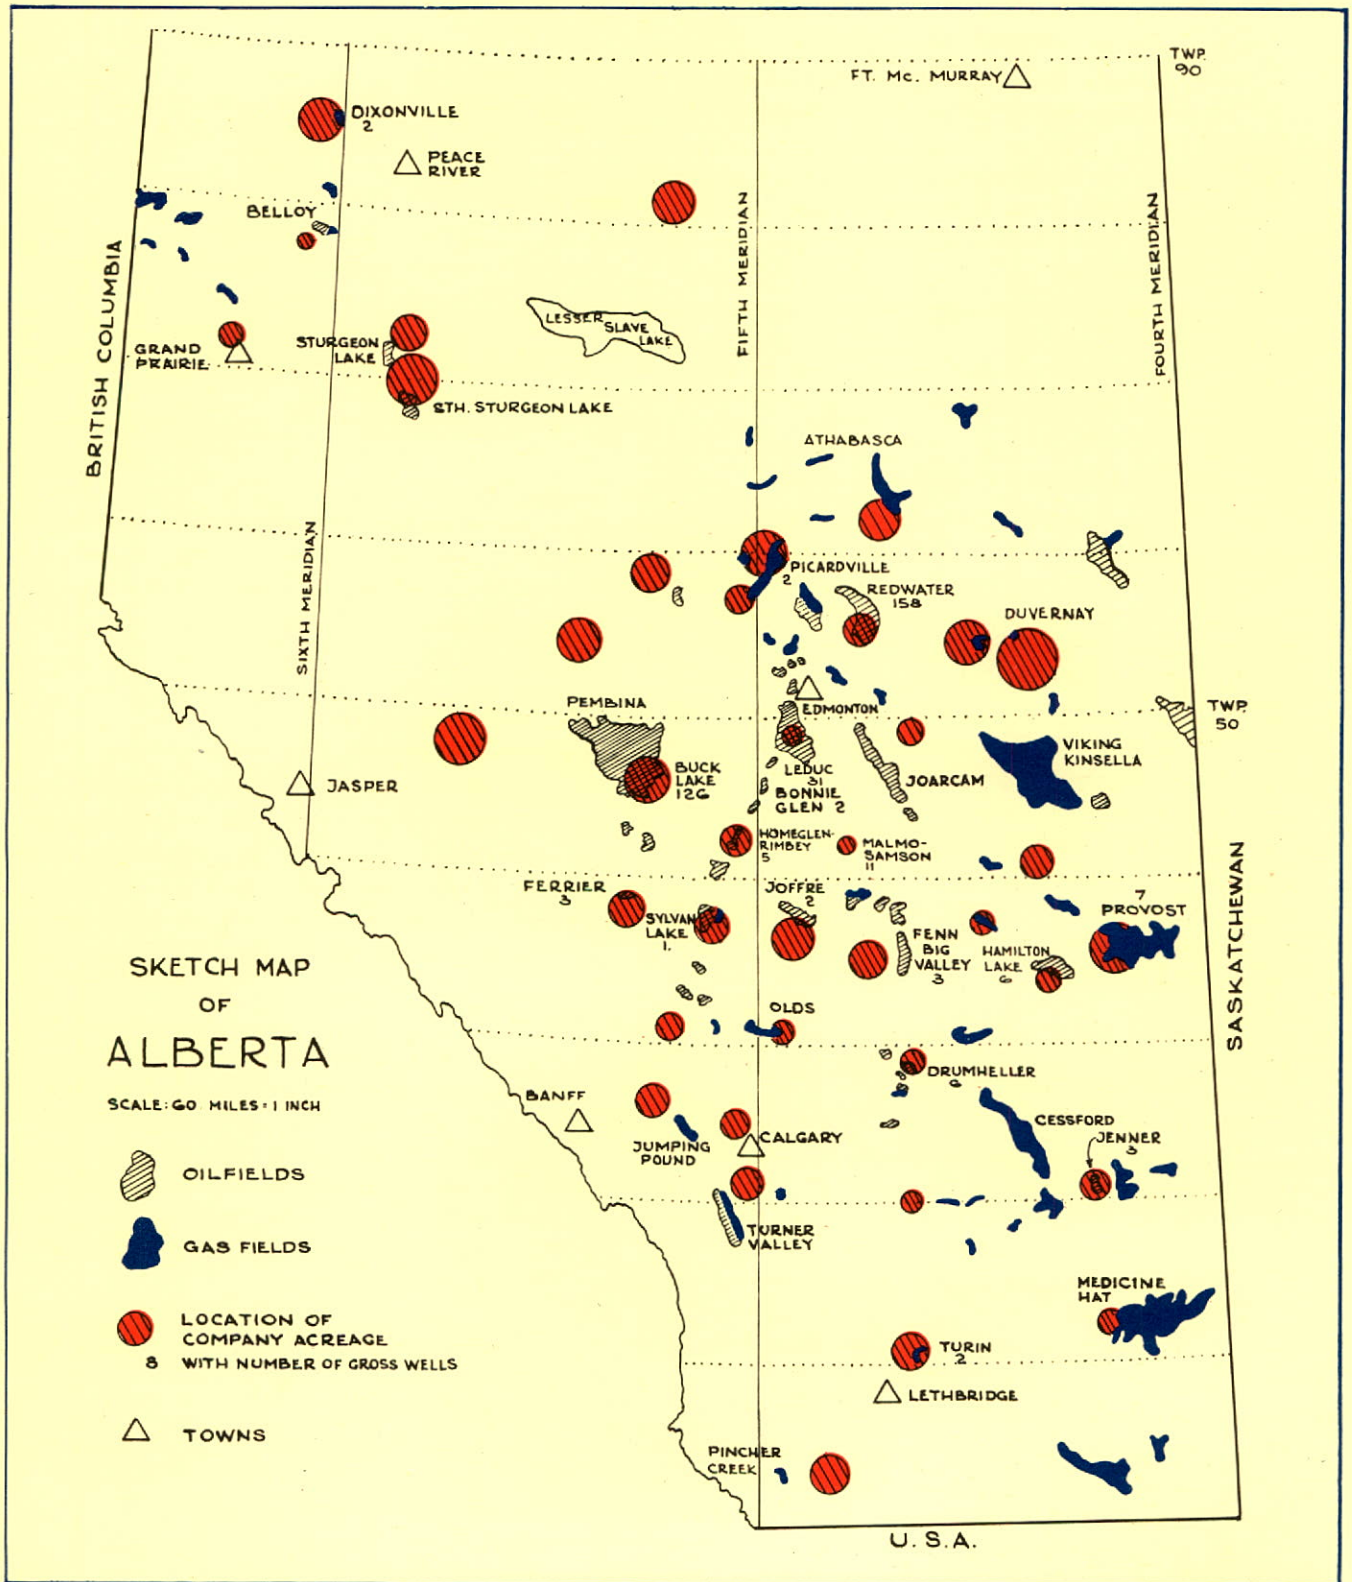 TWP.
90
FT. Mc. MURRAY
DIXONVILLE
2
PEACE
RIVER
BELLOY
BRITISH COLUMBIA
FIFTH MERIDIAN
FOURTH MERIDIAN
LESSER SLAVE
LAKE
GRAND
PRAIRIE
STURGEON
LAKE
STH. STURGEON LAKE
ATHABASCA
SIXTH MERIDIAN
PICARDVILLE
2
REDWATER
158
DUVERNAY
PEMBINA
EDMONTON
TWP.
50
VIKING
KINSELLA
JASPER
BUCK
LAKE
126
LEDUC
31
BONNIE
GLEN 2
JOARCAM
HOMEGLEN-
RIMBEY
5
MALMO-
SAMSON
11
FERRIER
3
JOFFRE
2
SYLVAN
LAKE
1.
FENN
BIG
VALLEY
3
HAMILTON
LAKE
6
7
PROVOST
SASKATCHEWAN
SKETCH MAP
OF
ALBERTA
SCALE: 60 MILES = 1 INCH
OLDS
DRUMHELLER
6
BANFF
JUMPING
POUND
CALGARY
CESSFORD
JENNER
3
OILFIELDS
TURNER
VALLEY
GAS FIELDS
MEDICINE
HAT
LOCATION OF
COMPANY ACREAGE
8 WITH NUMBER OF GROSS WELLS
TURIN
2
LETHBRIDGE
TOWNS
PINCHER
CREEK
U.S.A.